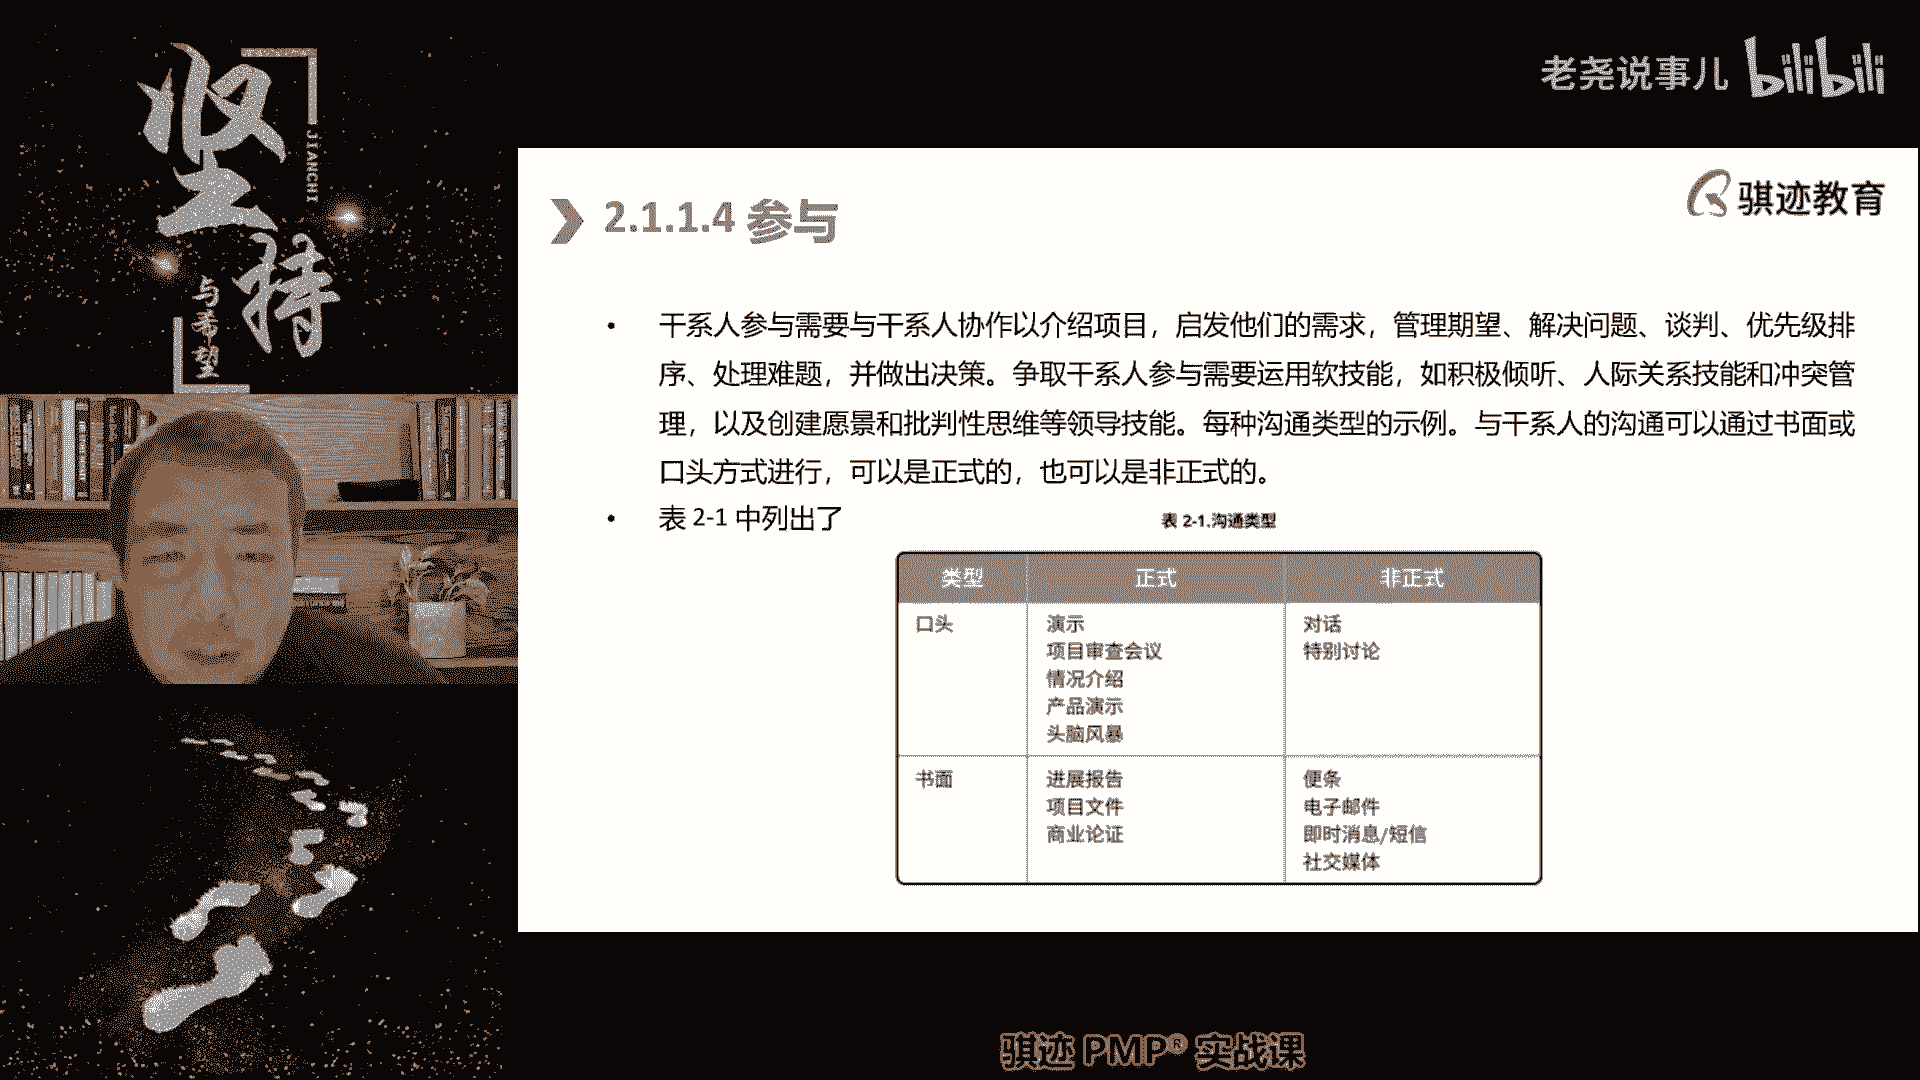 坚持
JIANCHI
与希望
老尧说事儿 bilibili
骐迹教育
2.1.1.4 参与
• 干系人参与需要与干系人协作以介绍项目，启发他们的需求，管理期望、解决问题、谈判、优先级排
序、处理难题，并做出决策。争取干系人参与需要运用软技能，如积极倾听、人际关系技能和冲突管
理，以及创建愿景和批判性思维等领导技能。每种沟通类型的示例。与干系人的沟通可以通过书面或
口头方式进行，可以是正式的，也可以是非正式的。
• 表 2-1 中列出了
表 2-1.沟通类型
类型 正式 非正式
口头 演示 对话
项目审查会议 特别讨论
情况介绍
产品演示
头脑风暴
书面 进展报告 便条
项目文件 电子邮件
商业论证 即时消息/短信
社交媒体
骐迹 PMP® 实战课